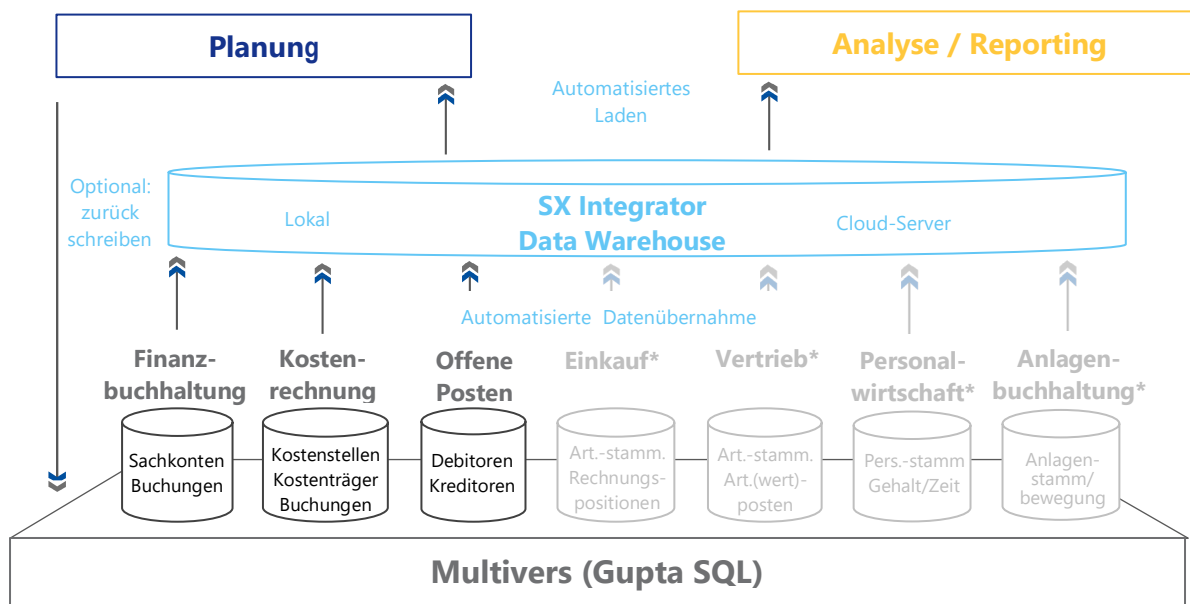 Planung
Analyse / Reporting
Automatisiertes
Laden
Optional:
zurück
schreiben
SX Integrator
Data Warehouse
Lokal
Cloud-Server
Automatisierte Datenübernahme
Finanz-
buchhaltung
Kosten-
rechnung
Offene
Posten
Einkauf*
Vertrieb*
Personal-
wirtschaft*
Anlagen-
buchhaltung*
Sachkonten
Buchungen
Kostenstellen
Kostenträger
Buchungen
Debitoren
Kreditoren
Art.-stamm.
Rechnungs-
positionen
Art.-stamm.
Art.(wert)-
posten
Pers.-stamm
Gehalt/Zeit
Anlagen-
stamm/
bewegung
Multivers (Gupta SQL)